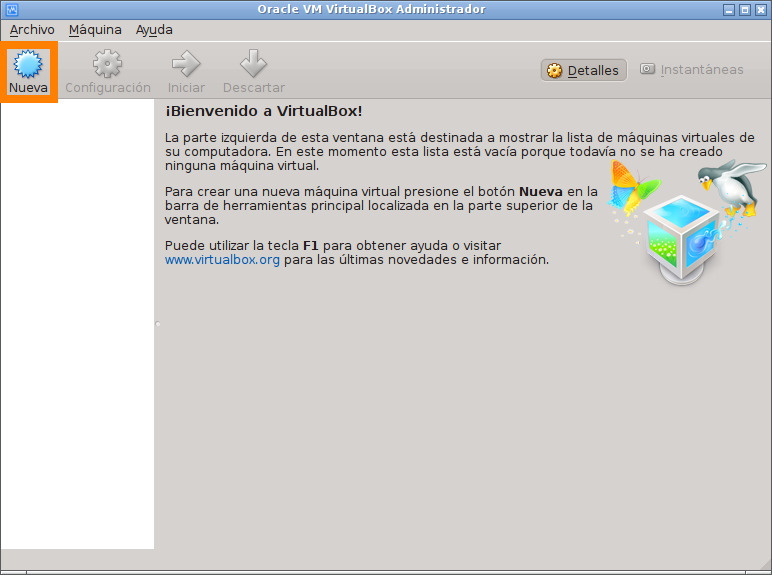 Oracle VM VirtualBox Administrador
Archivo Máquina Ayuda
Nueva Configuración Iniciar Descartar Detalles Instantáneas
¡Bienvenido a VirtualBox!
La parte izquierda de esta ventana está destinada a mostrar la lista de máquinas virtuales de
su computadora. En este momento esta lista está vacía porque todavía no se ha creado
ninguna máquina virtual.
Para crear una nueva máquina virtual presione el botón Nueva en la
barra de herramientas principal localizada en la parte superior de la
ventana.
Puede utilizar la tecla F1 para obtener ayuda o visitar
www.virtualbox.org para las últimas novedades e información.